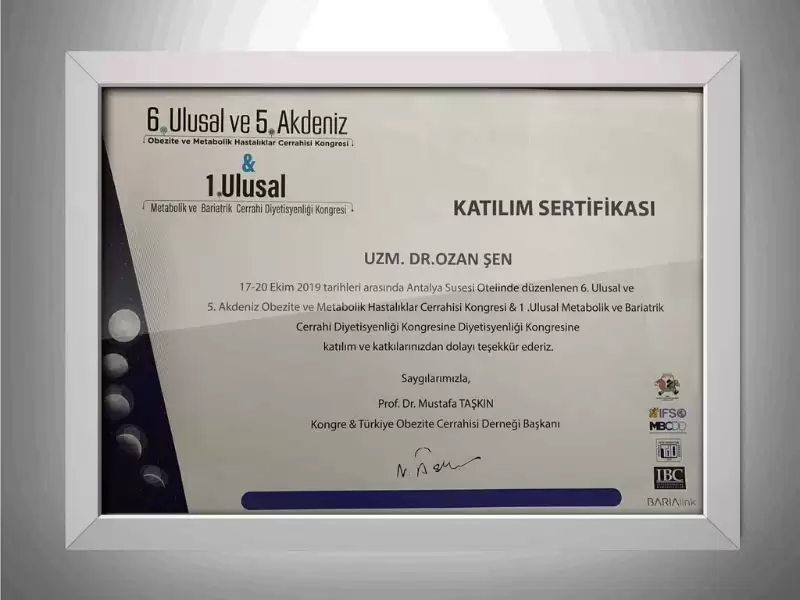 6.Ulusal ve 5.Akdeniz
Obezite ve Metabolik Hastalıklar Cerrahisi Kongresi
&
1.Ulusal
Metabolik ve Bariatrik Cerrahi Diyetisyenliği Kongresi
KATILIM SERTİFİKASI
UZM. DR.OZAN ŞEN
17-20 Ekim 2019 tarihleri arasında Antalya Susesi Otelinde düzenlenen 6. Ulusal ve
5. Akdeniz Obezite ve Metabolik Hastalıklar Cerrahisi Kongresi & 1 .Ulusal Metabolik ve Bariatrik
Cerrahi Diyetisyenliği Kongresine Diyetisyenliği Kongresine
katılım ve katkılarınızdan dolayı teşekkür ederiz.
Saygılarımızla,
Prof. Dr. Mustafa TAŞKIN
Kongre & Türkiye Obezite Cerrahisi Derneği Başkanı
IFSO
MBCDD
IBC
BARIAlink